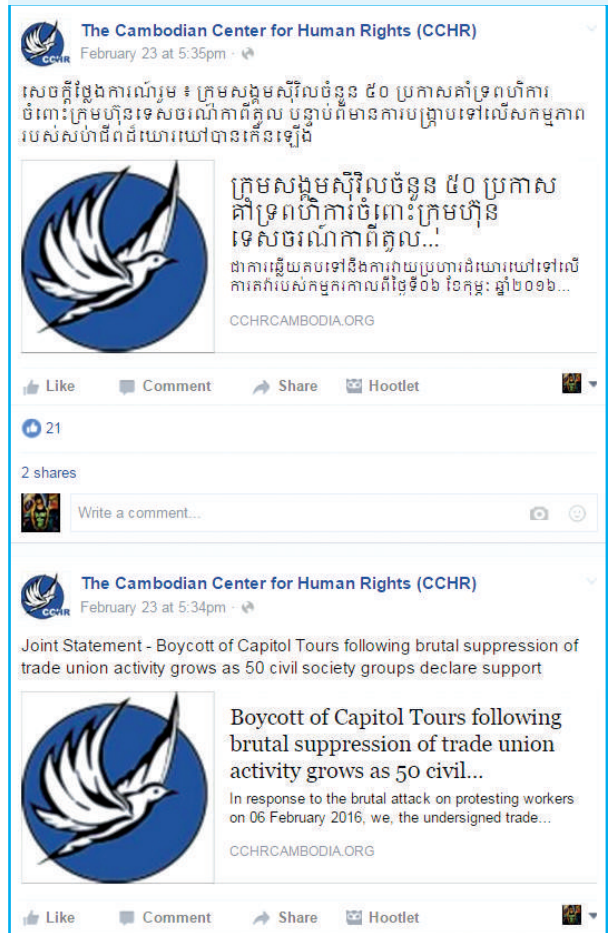 The Cambodian Center for Human Rights (CCHR)
February 23 at 5:35pm ·
សេចក្តីថ្លែងការណ៍រួម ៖ ក្រុមសង្គមស៊ីវិលចំនួន ៥០ ប្រកាសគាំទ្រពហិការ
ចំពោះក្រុមហ៊ុនទេសចរណ៍កាពីតូល បន្ទាប់ពីមានការបង្ក្រាបទៅលើសកម្មភាព
របស់សហជីពដ៏ឃោរឃៅបានកើនឡើង
CCHR
ក្រុមសង្គមស៊ីវិលចំនួន ៥០ ប្រកាស
គាំទ្រពហិការចំពោះក្រុមហ៊ុន
ទេសចរណ៍កាពីតូល...
ជាការឆ្លើយតបទៅនឹងការវាយប្រហារដ៏ឃោរឃៅទៅលើ
ការតវ៉ារបស់កម្មករកាលពីថ្ងៃទី០៦ ខែកុម្ភៈ ឆ្នាំ២០១៦...
CCHRCAMBODIA.ORG
Like Comment Share Hootlet
21
2 shares
Write a comment...
The Cambodian Center for Human Rights (CCHR)
February 23 at 5:34pm ·
CCHR
Joint Statement - Boycott of Capitol Tours following brutal suppression of
trade union activity grows as 50 civil society groups declare support
Boycott of Capitol Tours following
brutal suppression of trade union
activity grows as 50 civil...
In response to the brutal attack on protesting workers
on 06 February 2016, we, the undersigned trade...
CCHRCAMBODIA.ORG
Like Comment Share Hootlet